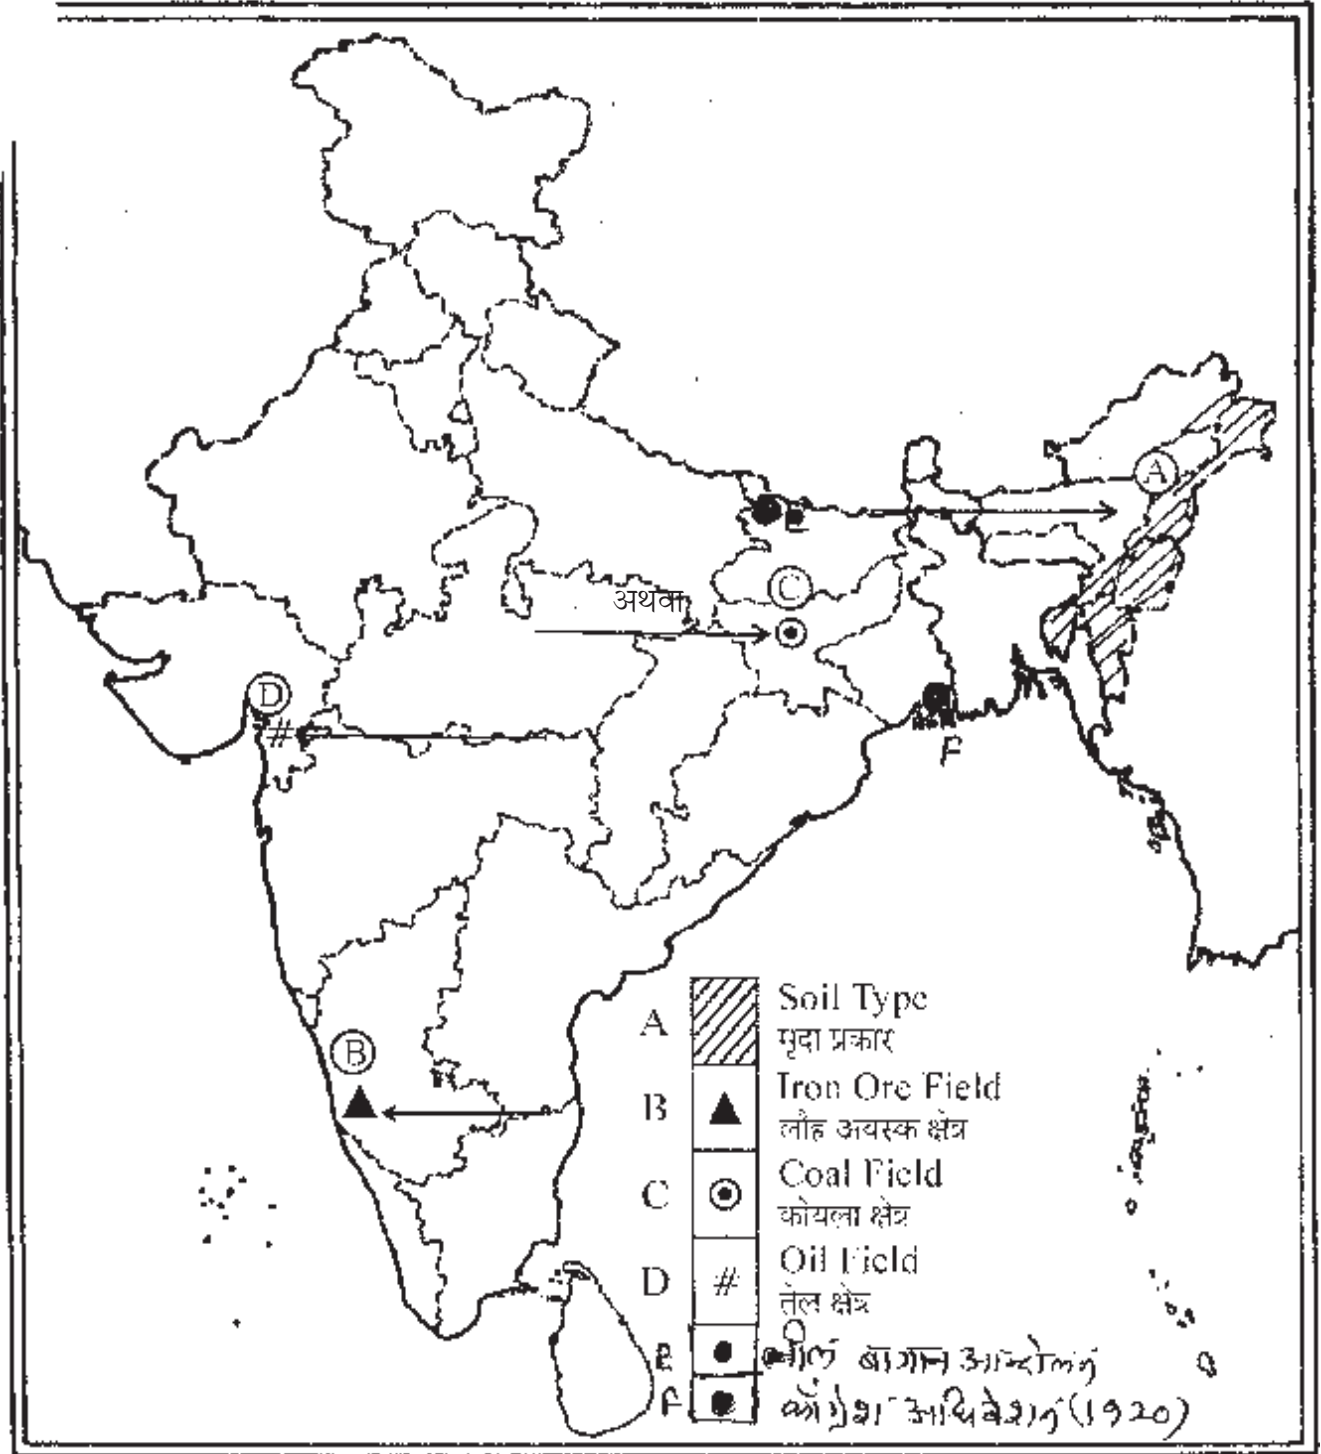 A
E
C
अथवा
D
#
F
B
A Soil Type
मृदा प्रकार
B Iron Ore Field
लौह अयस्क क्षेत्र
C Coal Field
कोयला क्षेत्र
D # Oil Field
तेल क्षेत्र
E नील बागान आन्दोलन
F काँग्रेश अधिवेशन (1920)